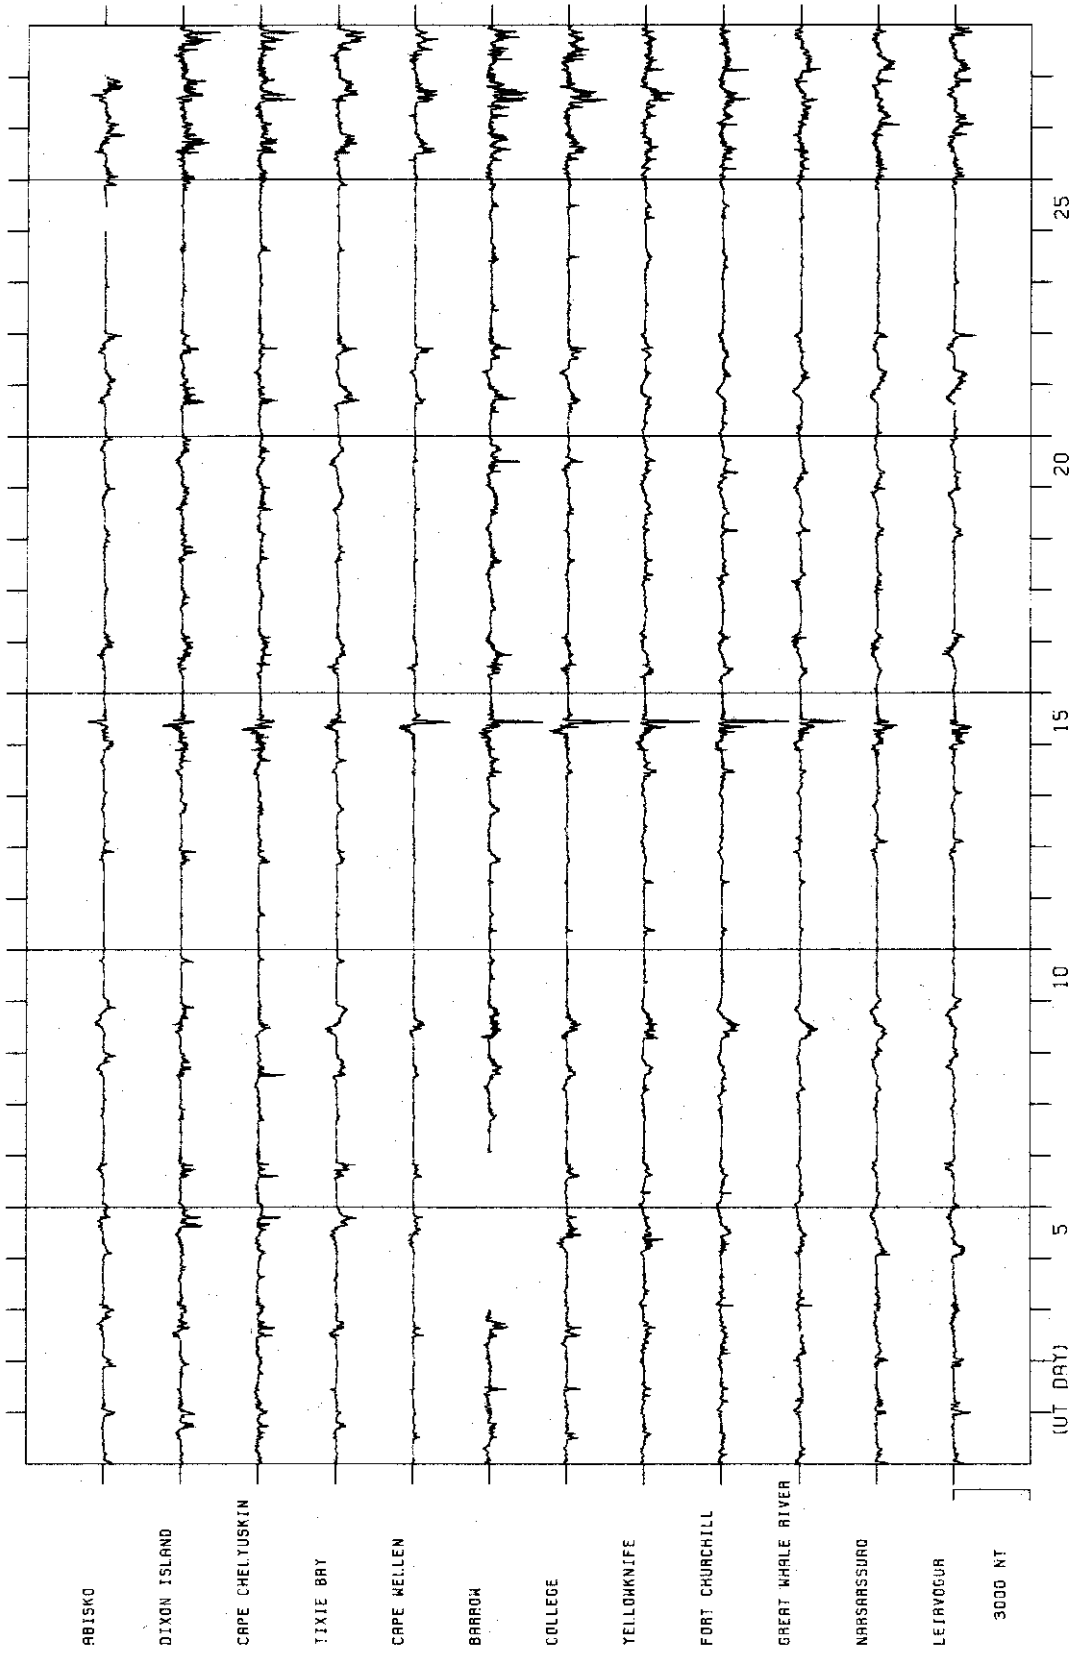 ABISKO
DIXON ISLAND
CAPE CHELYUSKIN
TIXIE BAY
CAPE WELLEN
BARROW
COLLEGE
YELLOWKNIFE
FORT CHURCHILL
GREAT WHALE RIVER
NARSARSSURO
LEIRVOGUR
3000 NT
(UT DAY)
5
10
15
20
25